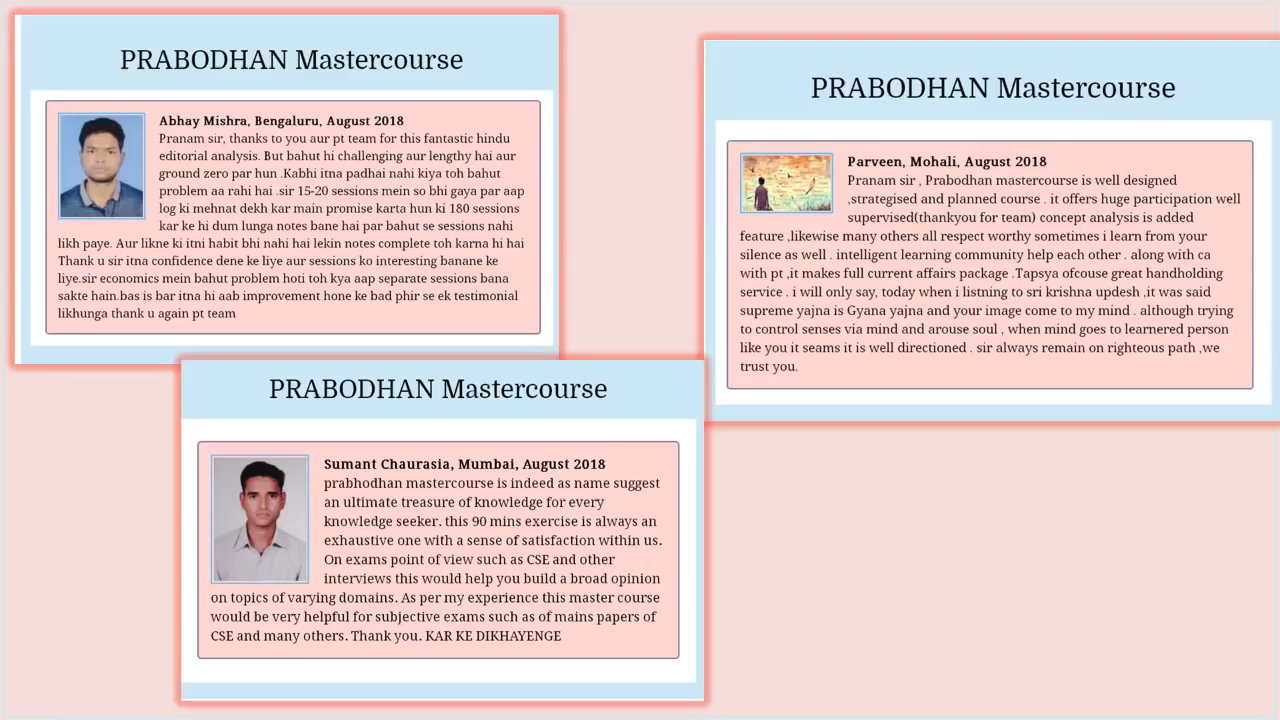 PRABODHAN Mastercourse
Abhay Mishra, Bengaluru, August 2018
Pranam sir, thanks to you aur pt team for this fantastic hindu
editorial analysis. But bahut hi challenging aur lengthy hai aur
ground zero par hun .Kabhi itna padhai nahi kiya toh bahut
problem aa rahi hai .sir 15-20 sessions mein so bhi gaya par aap
log ki mehnat dekh kar main promise karta hun ki 180 sessions
kar ke hi dum lunga notes bane hai par bahut se sessions nahi
likh paye. Aur likne ki itni habit bhi nahi hai lekin notes complete toh karna hi hai
Thank u sir itna confidence dene ke liye aur sessions ko interesting banane ke
liye.sir economics mein bahut problem hoti toh kya aap separate sessions bana
sakte hain.bas is bar itna hi aab improvement hone ke bad phir se ek testimonial
likhunga thank u again pt team
PRABODHAN Mastercourse
Parveen, Mohali, August 2018
Pranam sir , Prabodhan mastercourse is well designed
,strategised and planned course . it offers huge participation well
supervised(thankyou for team) concept analysis is added
feature ,likewise many others all respect worthy sometimes i learn from your
silence as well . intelligent learning community help each other . along with ca
with pt ,it makes full current affairs package .Tapsya ofcouse great handholding
service . i will only say, today when i listning to sri krishna updesh ,it was said
supreme yajna is Gyana yajna and your image come to my mind . although trying
to control senses via mind and arouse soul , when mind goes to learnered person
like you it seams it is well directioned . sir always remain on righteous path ,we
trust you.
PRABODHAN Mastercourse
Sumant Chaurasia, Mumbai, August 2018
prabhodhan mastercourse is indeed as name suggest
an ultimate treasure of knowledge for every
knowledge seeker. this 90 mins exercise is always an
exhaustive one with a sense of satisfaction within us.
On exams point of view such as CSE and other
interviews this would help you build a broad opinion
on topics of varying domains. As per my experience this master course
would be very helpful for subjective exams such as of mains papers of
CSE and many others. Thank you. KAR KE DIKHAYENGE